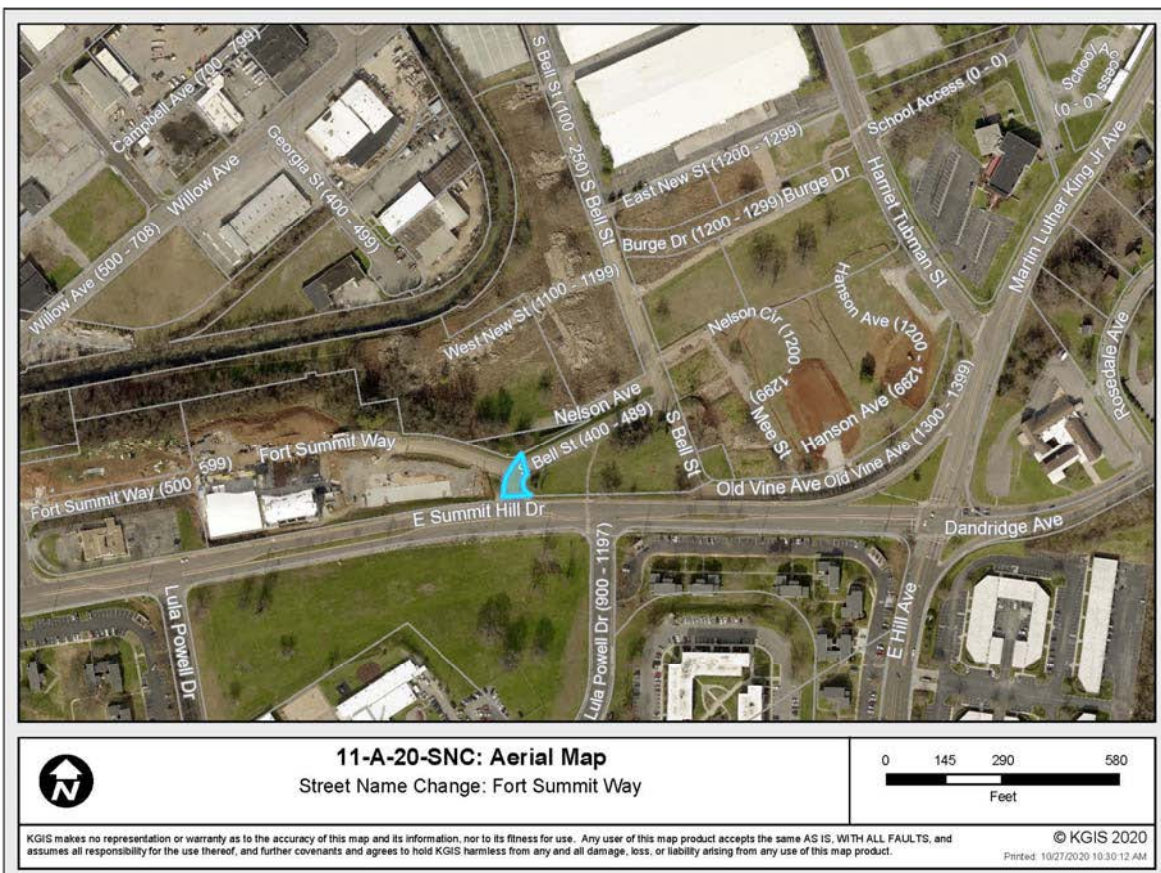 Campbell Ave (700 - 799)
S Bell St (100 - 250)
S Bell St
School Access (0 - 0)
School Access (0 - 0)
Willow Ave
Georgia St (400 - 499)
East New St (1200 - 1299)
Burge Dr
Burge Dr (1200 - 1299)
Harriet Tubman St
Martin Luther King Jr Ave
Willow Ave (500 - 708)
West New St (1100 - 1199)
Nelson Cir (1200 - 1299)
Hanson Ave (1200 - 1299)
Rosedale Ave
Nelson Ave
S Bell St (400 - 489)
S Bell St
Mee St
Hanson Ave
Old Vine Ave
Old Vine Ave (1300 - 1399)
Fort Summit Way
Fort Summit Way (500 - 599)
E Summit Hill Dr
Dandridge Ave
Lula Powell Dr
Lula Powell Dr (900 - 1197)
E Hill Ave
N
11-A-20-SNC: Aerial Map
Street Name Change: Fort Summit Way
0 145 290 580
Feet
KGIS makes no representation or warranty as to the accuracy of this map and its information, nor to its fitness for use. Any user of this map product accepts the same AS IS, WITH ALL FAULTS, and
assumes all responsibility for the use thereof, and further covenants and agrees to hold KGIS harmless from any and all damage, loss, or liability arising from any use of this map product.
© KGIS 2020
Printed: 10/27/2020 10:30:12 AM